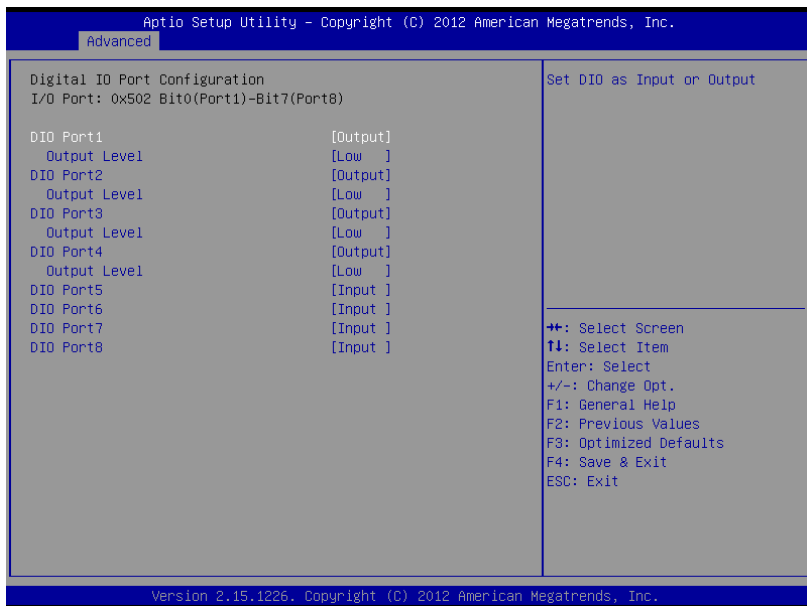 Aptio Setup Utility – Copyright (C) 2012 American Megatrends, Inc.
Advanced
Digital IO Port Configuration
I/O Port: 0x502 Bit0(Port1)-Bit7(Port8)
DIO Port1 [Output]
Output Level [Low ]
DIO Port2 [Output]
Output Level [Low ]
DIO Port3 [Output]
Output Level [Low ]
DIO Port4 [Output]
Output Level [Low ]
DIO Port5 [Input ]
DIO Port6 [Input ]
DIO Port7 [Input ]
DIO Port8 [Input ]
Set DIO as Input or Output
→←: Select Screen
↑↓: Select Item
Enter: Select
+/-: Change Opt.
F1: General Help
F2: Previous Values
F3: Optimized Defaults
F4: Save & Exit
ESC: Exit
Version 2.15.1226. Copyright (C) 2012 American Megatrends, Inc.